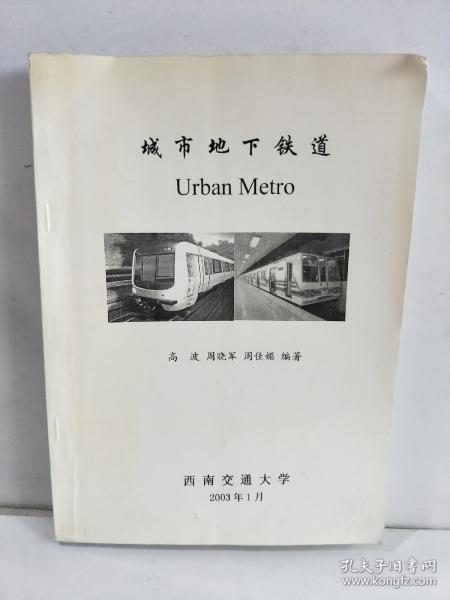 城市地下铁道
Urban Metro
高 波 周晓军 周佳媚 编著
西南交通大学
2003年1月
孔夫子旧书网
www.kongfz.com